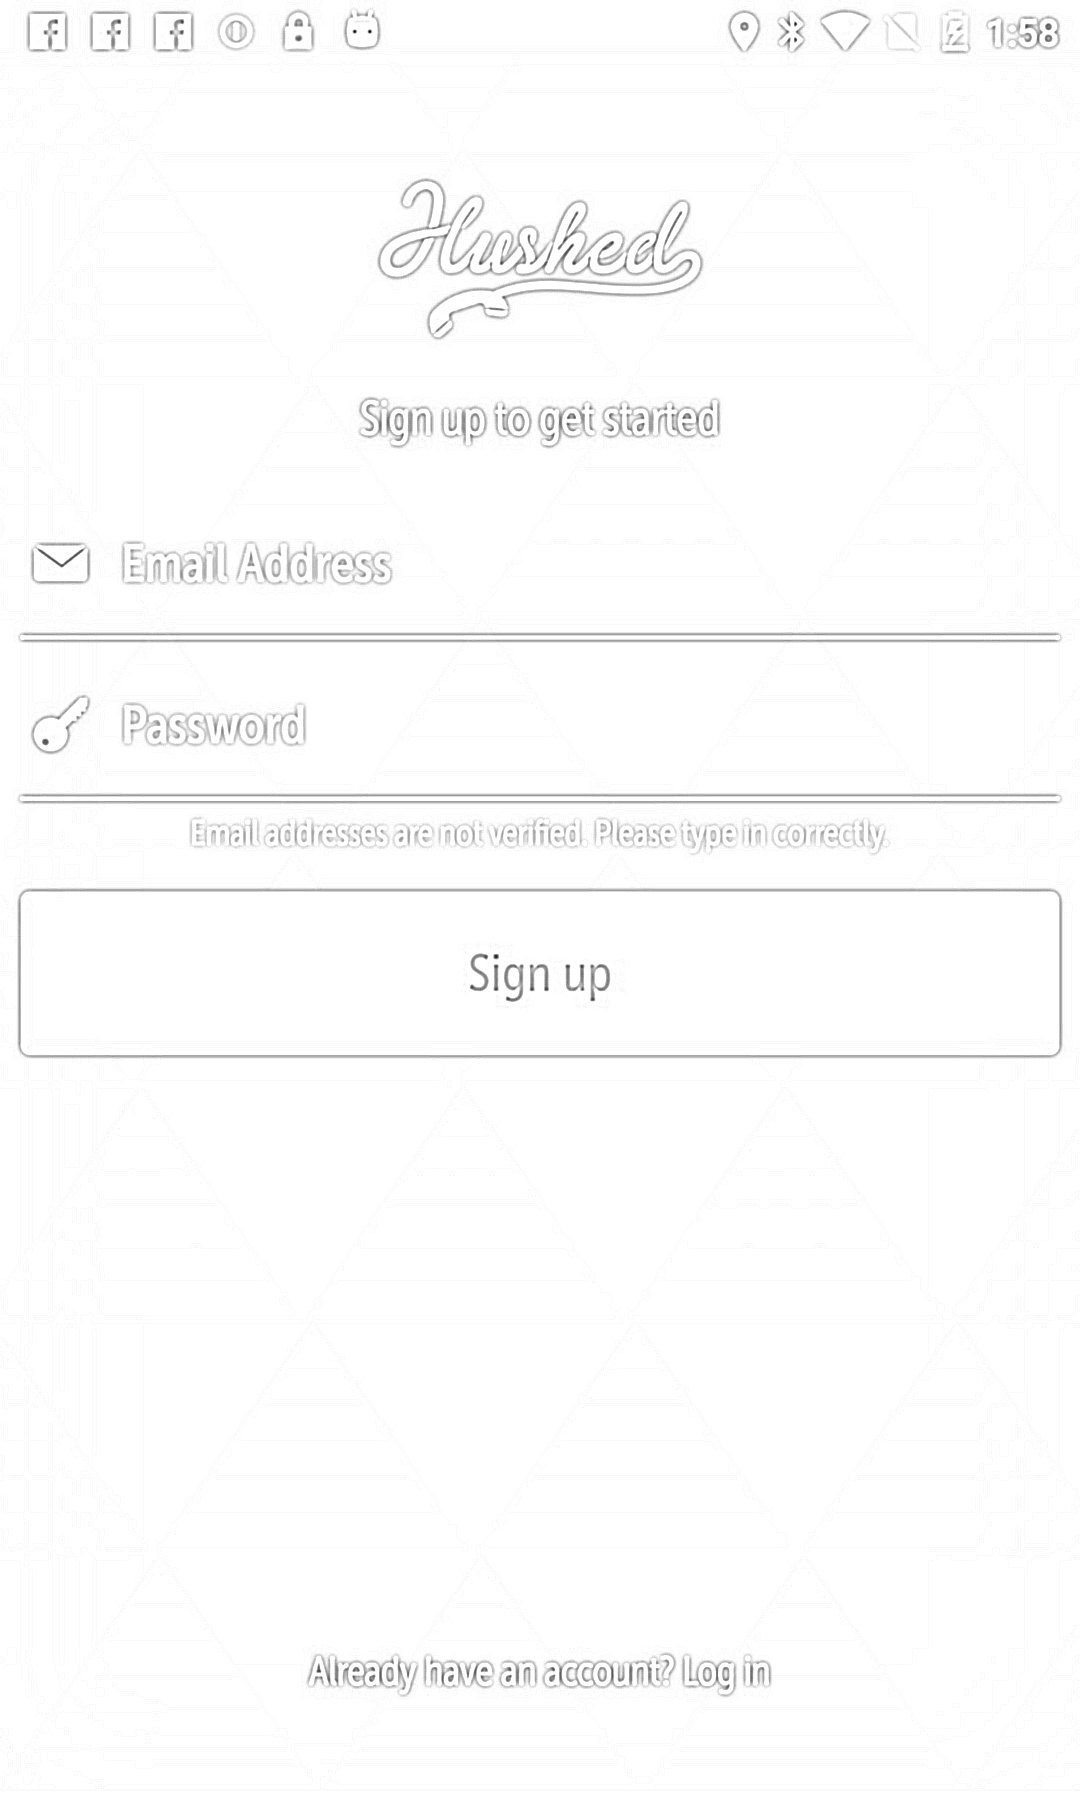 1:58
Hushed
Sign up to get started
Email Address
Password
Email addresses are not verified. Please type in correctly.
Sign up
Already have an account? Log in